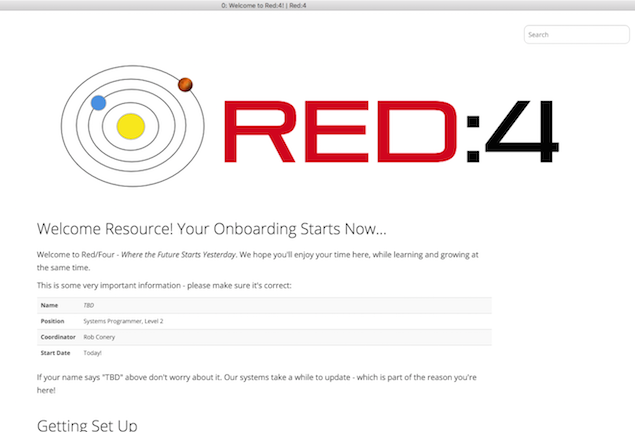 0: Welcome to Red:4! | Red:4
Search
RED:4
Welcome Resource! Your Onboarding Starts Now...
Welcome to Red/Four - Where the Future Starts Yesterday. We hope you'll enjoy your time here, while learning and growing at
the same time.
This is some very important information - please make sure it's correct:
Name TBD
Position Systems Programmer, Level 2
Coordinator Rob Conery
Start Date Today!
If your name says "TBD" above don't worry about it. Our systems take a while to update - which is part of the reason you're
here!
Getting Set Up